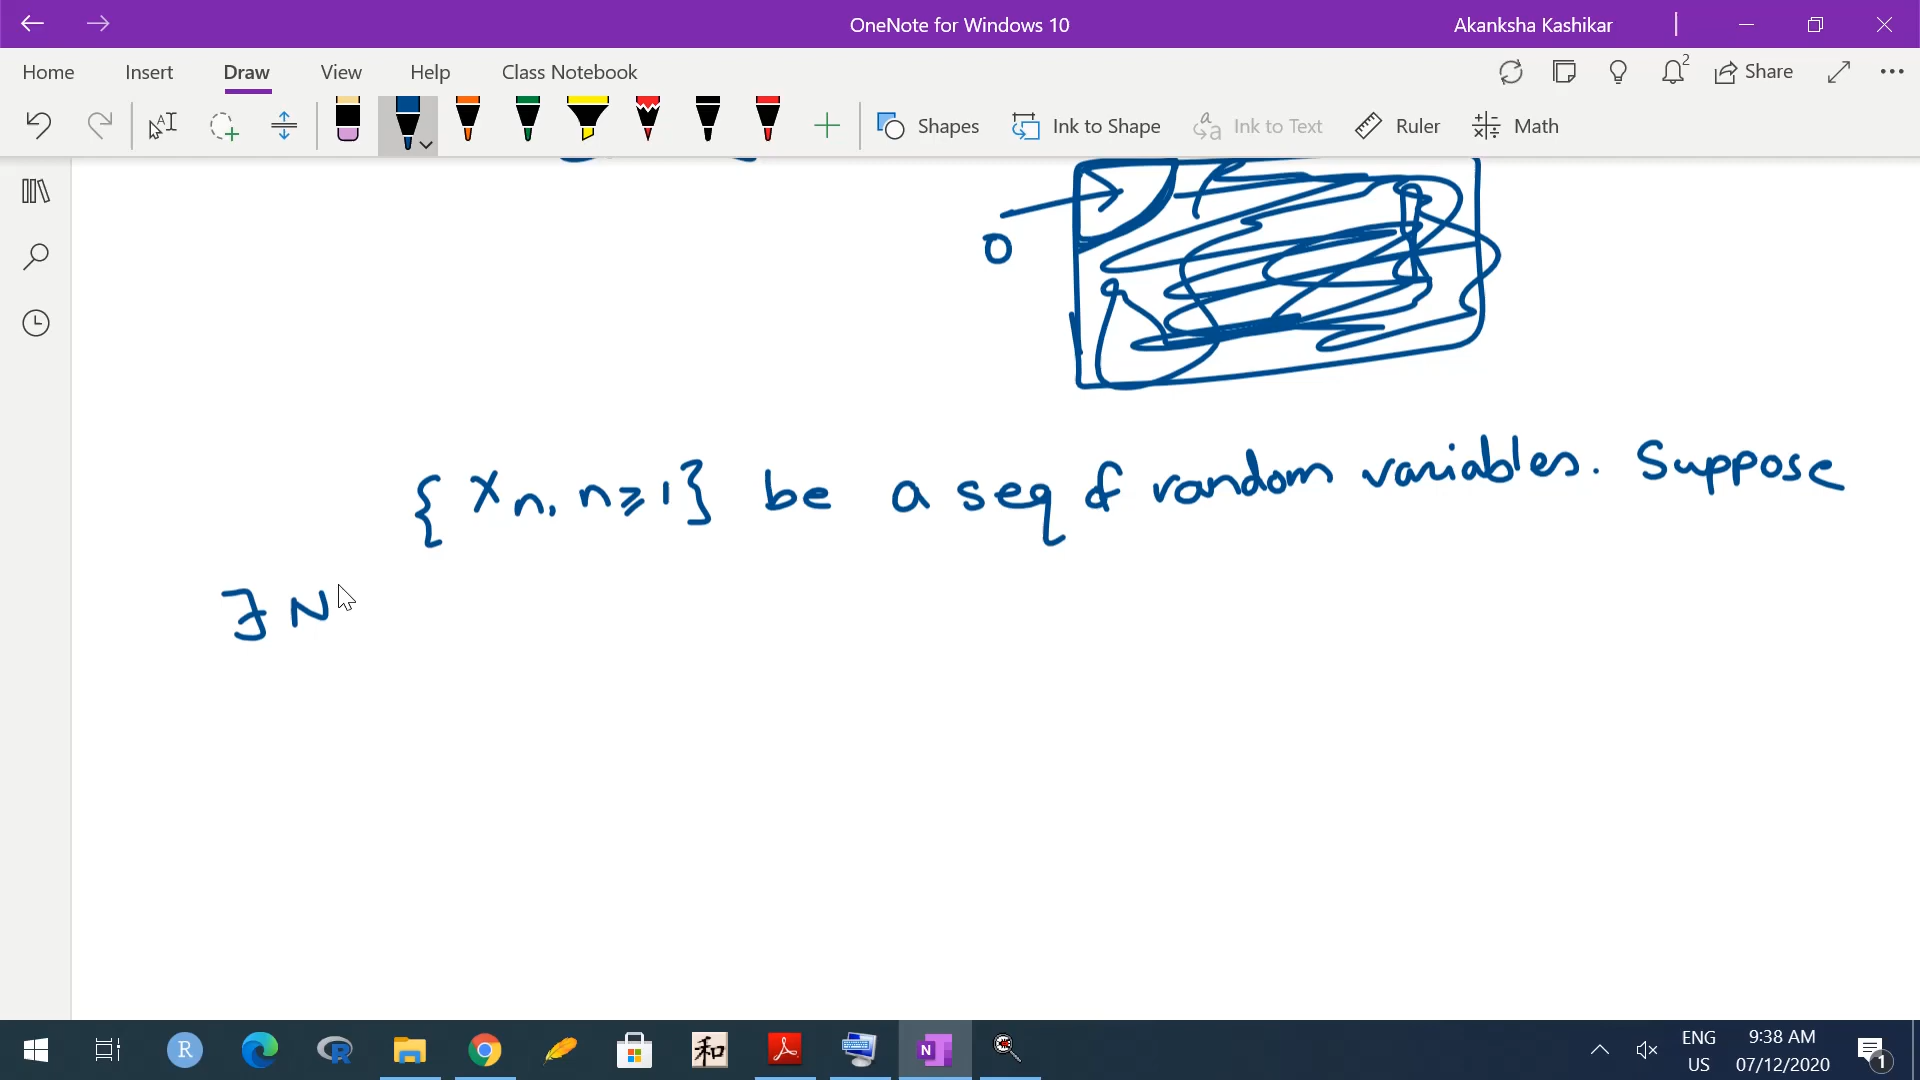 OneNote for Windows 10
Akanksha Kashikar
Home Insert Draw View Help Class Notebook
2
Share
Shapes Ink to Shape Ink to Text Ruler Math
0
{ Xn, n≥1} be a seq of random variables. Suppose
∃ N
ENG
US
9:38 AM
07/12/2020
1